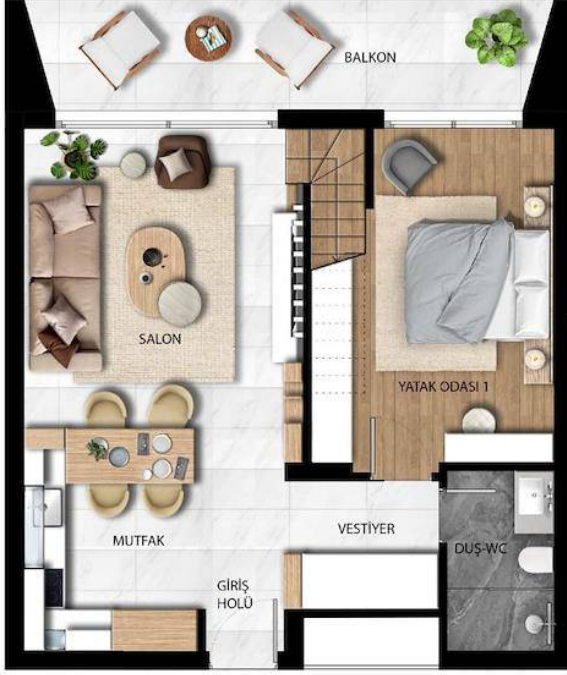 BALKON
SALON
YATAK ODASI 1
MUTFAK
VESTİYER
DUŞ-WC
GİRİŞ
HOLÜ